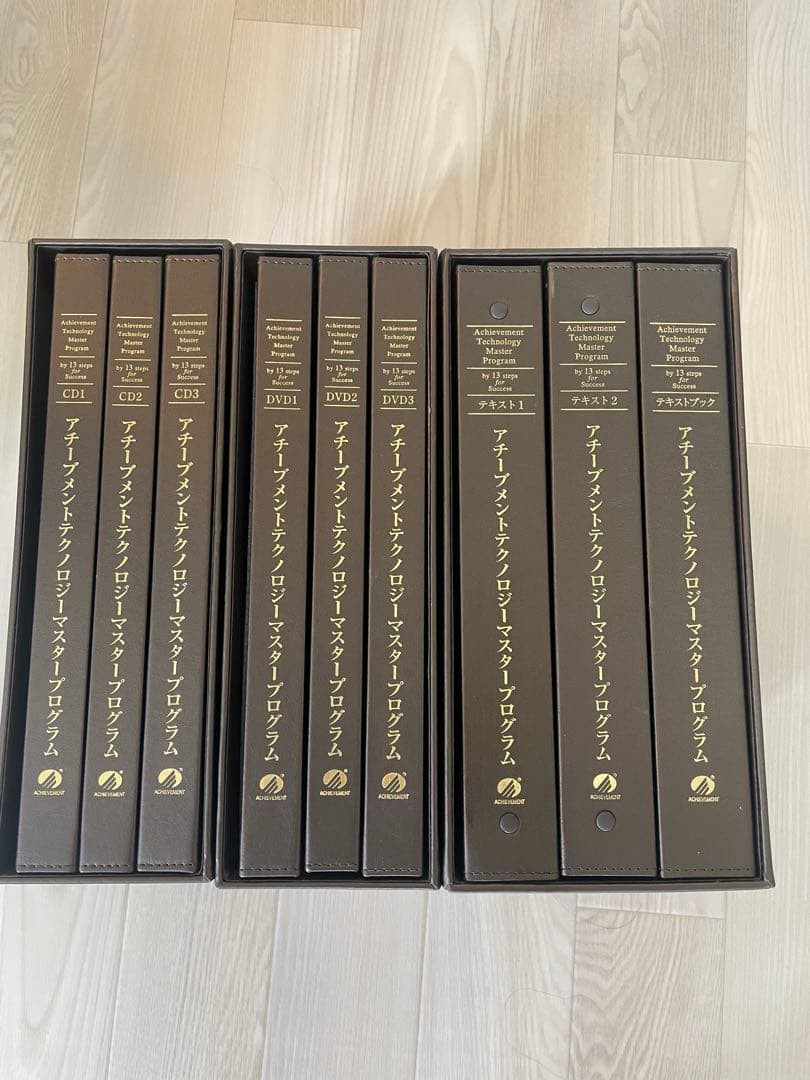 Achievement
Technology
Master
Program
by 13 steps
for
Success
CD1
アチーブメントテクノロジーマスタープログラム
ACHIEVEMENT
Achievement
Technology
Master
Program
by 13 steps
for
Success
CD2
アチーブメントテクノロジーマスタープログラム
ACHIEVEMENT
Achievement
Technology
Master
Program
by 13 steps
for
Success
CD3
アチーブメントテクノロジーマスタープログラム
ACHIEVEMENT
Achievement
Technology
Master
Program
by 13 steps
for
Success
DVD1
アチーブメントテクノロジーマスタープログラム
ACHIEVEMENT
Achievement
Technology
Master
Program
by 13 steps
for
Success
DVD2
アチーブメントテクノロジーマスタープログラム
ACHIEVEMENT
Achievement
Technology
Master
Program
by 13 steps
for
Success
DVD3
アチーブメントテクノロジーマスタープログラム
ACHIEVEMENT
Achievement
Technology
Master
Program
by 13 steps
for
Success
テキスト1
アチーブメントテクノロジーマスタープログラム
ACHIEVEMENT
Achievement
Technology
Master
Program
by 13 steps
for
Success
テキスト2
アチーブメントテクノロジーマスタープログラム
ACHIEVEMENT
Achievement
Technology
Master
Program
by 13 steps
for
Success
テキストブック
アチーブメントテクノロジーマスタープログラム
ACHIEVEMENT